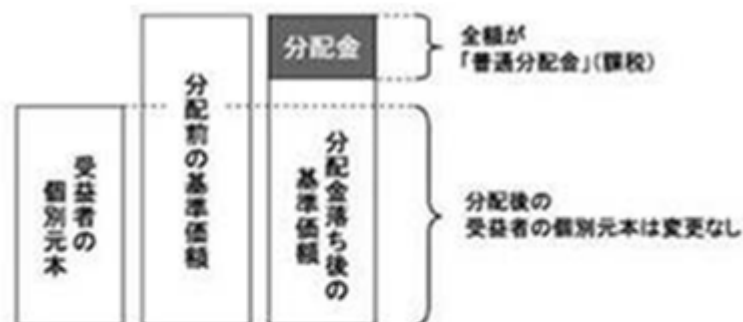 受益者の
個別元本
分配前の基準価額
分配金
分配金落ち後の
基準価額
全額が
「普通分配金」(課税)
分配後の
受益者の個別元本は変更なし